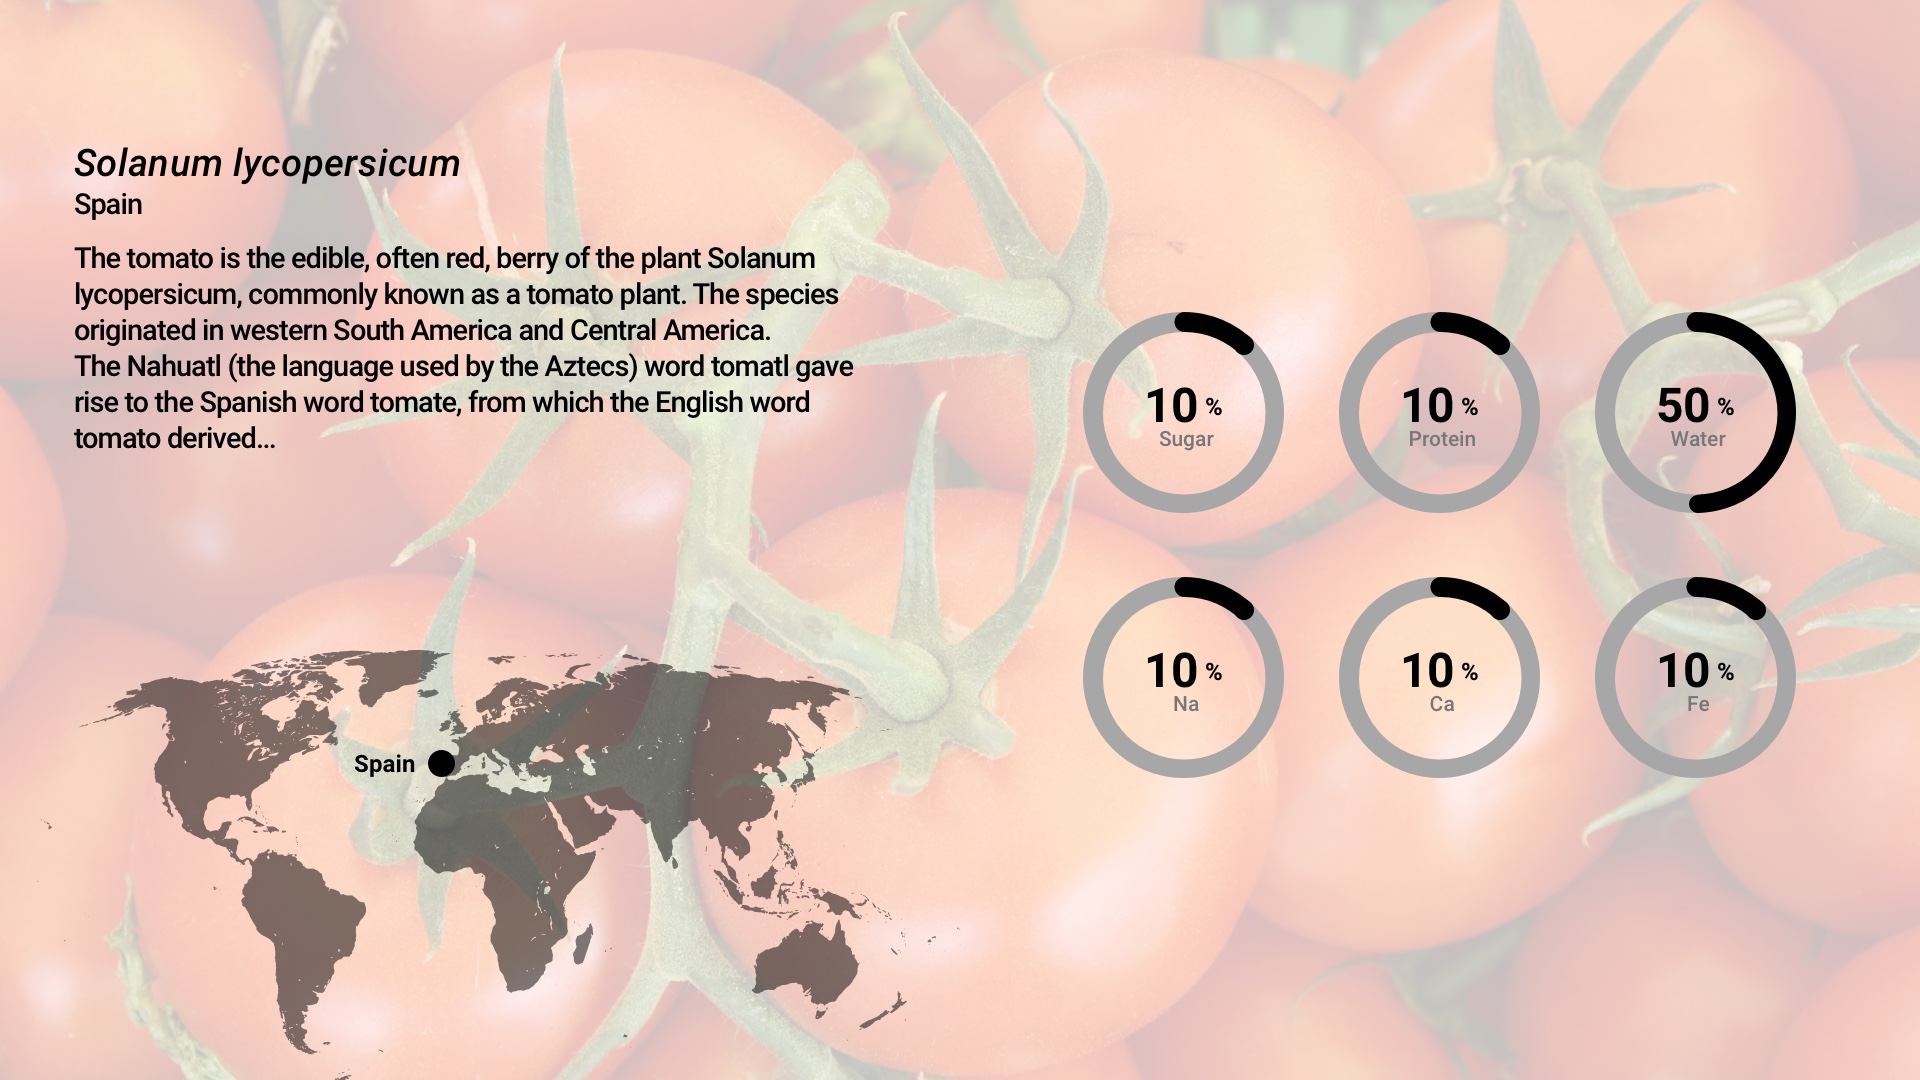 Solanum lycopersicum
Spain
The tomato is the edible, often red, berry of the plant Solanum
lycopersicum, commonly known as a tomato plant. The species
originated in western South America and Central America.
The Nahuatl (the language used by the Aztecs) word tomatl gave
rise to the Spanish word tomate, from which the English word
tomato derived...
10 %
Sugar
10 %
Protein
50 %
Water
10 %
Na
10 %
Ca
10 %
Fe
Spain